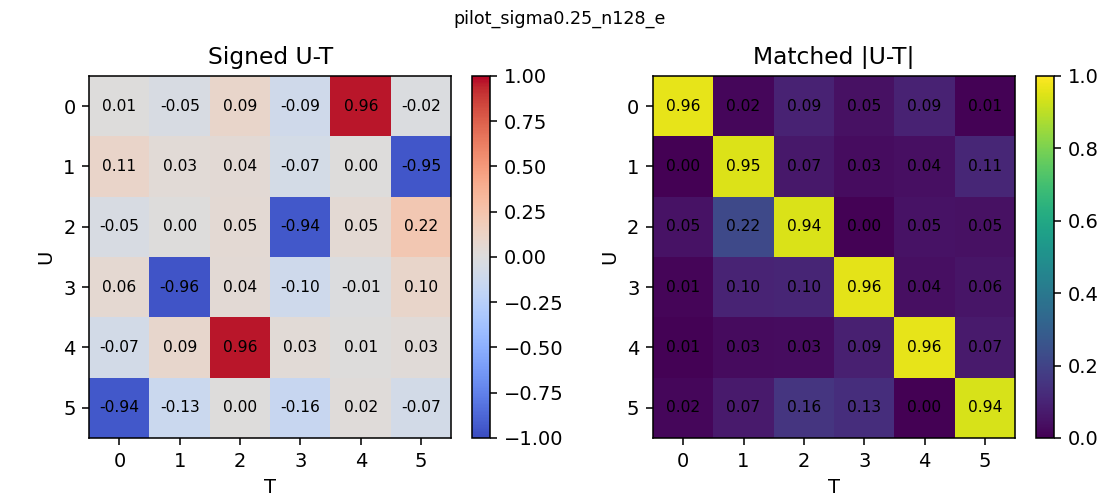 pilot_sigma0.25_n128_e
Signed U-T
Matched |U-T|
0 0.01 -0.05 0.09 -0.09 0.96 -0.02
1 0.11 0.03 0.04 -0.07 0.00 -0.95
2 -0.05 0.00 0.05 -0.94 0.05 0.22
3 0.06 -0.96 0.04 -0.10 -0.01 0.10
4 -0.07 0.09 0.96 0.03 0.01 0.03
5 -0.94 -0.13 0.00 -0.16 0.02 -0.07
0 1 2 3 4 5
U
T
1.00
0.75
0.50
0.25
0.00
−0.25
−0.50
−0.75
−1.00
0 0.96 0.02 0.09 0.05 0.09 0.01
1 0.00 0.95 0.07 0.03 0.04 0.11
2 0.05 0.22 0.94 0.00 0.05 0.05
3 0.01 0.10 0.10 0.96 0.04 0.06
4 0.01 0.03 0.03 0.09 0.96 0.07
5 0.02 0.07 0.16 0.13 0.00 0.94
0 1 2 3 4 5
U
T
1.0
0.8
0.6
0.4
0.2
0.0